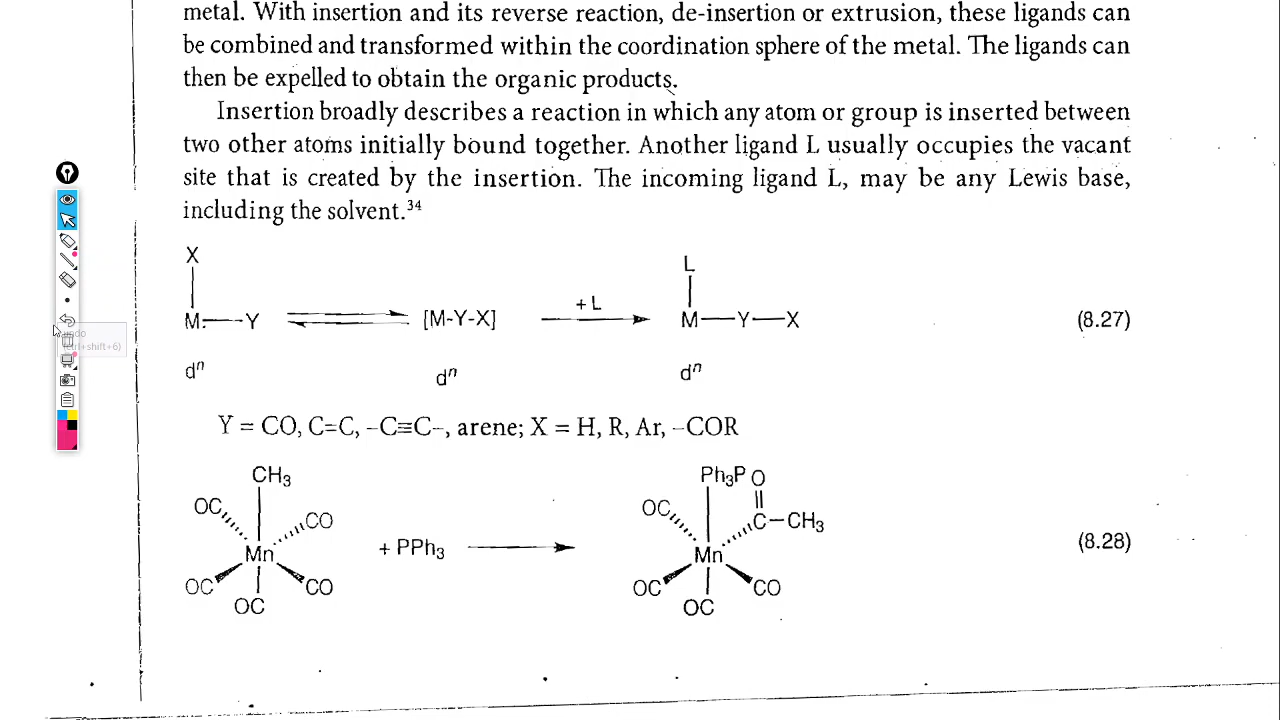 metal. With insertion and its reverse reaction, de-insertion or extrusion, these ligands can
be combined and transformed within the coordination sphere of the metal. The ligands can
then be expelled to obtain the organic products.
Insertion broadly describes a reaction in which any atom or group is inserted between
two other atoms initially bound together. Another ligand L usually occupies the vacant
site that is created by the insertion. The incoming ligand L, may be any Lewis base,
including the solvent.³⁴
X
L
+ L
M—Y [M-Y-X] M—Y—X (8.27)
undo
(ctrl+shift+6)
dⁿ dⁿ dⁿ
Y = CO, C=C, –C≡C–, arene; X = H, R, Ar, –COR
CH₃ Ph₃P O
OC CO OC C–CH₃
Mn + PPh₃ Mn (8.28)
OC CO OC CO
OC OC